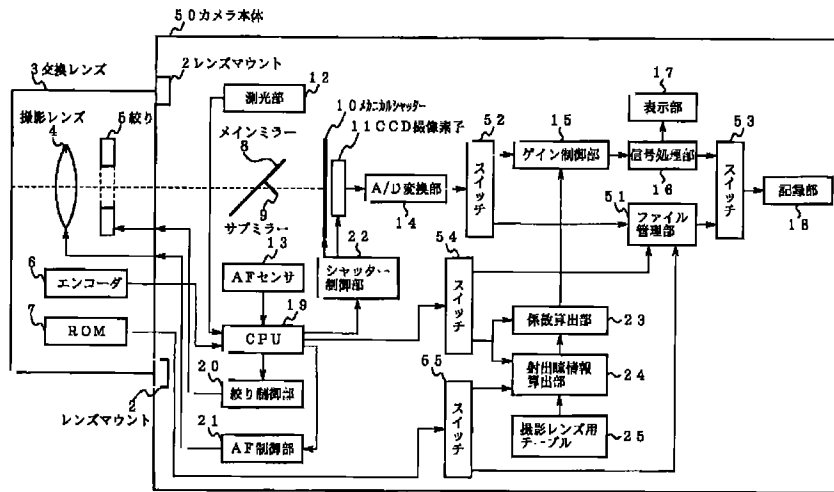 50カメラ本体
3交換レンズ
2レンズマウント
撮影レンズ
4
5絞り
測光部
12
10メカニカルシャッター
11CCD撮像素子
メインミラー
8
9
サブミラー
A/D変換部
14
52
スイッチ
15
ゲイン制御部
17
表示部
信号処理部
16
53
スイッチ
記録部
18
51
ファイル
管理部
13
AFセンサ
22
シャッター
制御部
54
スイッチ
6
エンコーダ
7
ROM
19
CPU
係数算出部
23
射出瞳情報
算出部
24
撮影レンズ用
テーブル
25
20
絞り制御部
21
AF制御部
55
スイッチ
2
レンズマウント